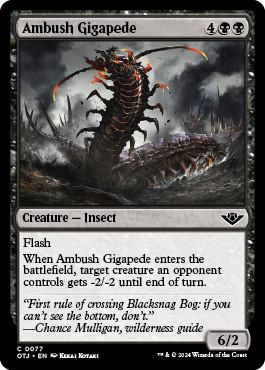 Ambush Gigapede 4
Creature — Insect
Flash
When Ambush Gigapede enters the
battlefield, target creature an opponent
controls gets -2/-2 until end of turn.
“First rule of crossing Blacksnag Bog: if you
can’t see the bottom, don’t.”
—Chance Mulligan, wilderness guide
6/2
C 0077
OTJ • EN Kekai Kotaki
™ & © 2024 Wizards of the Coast